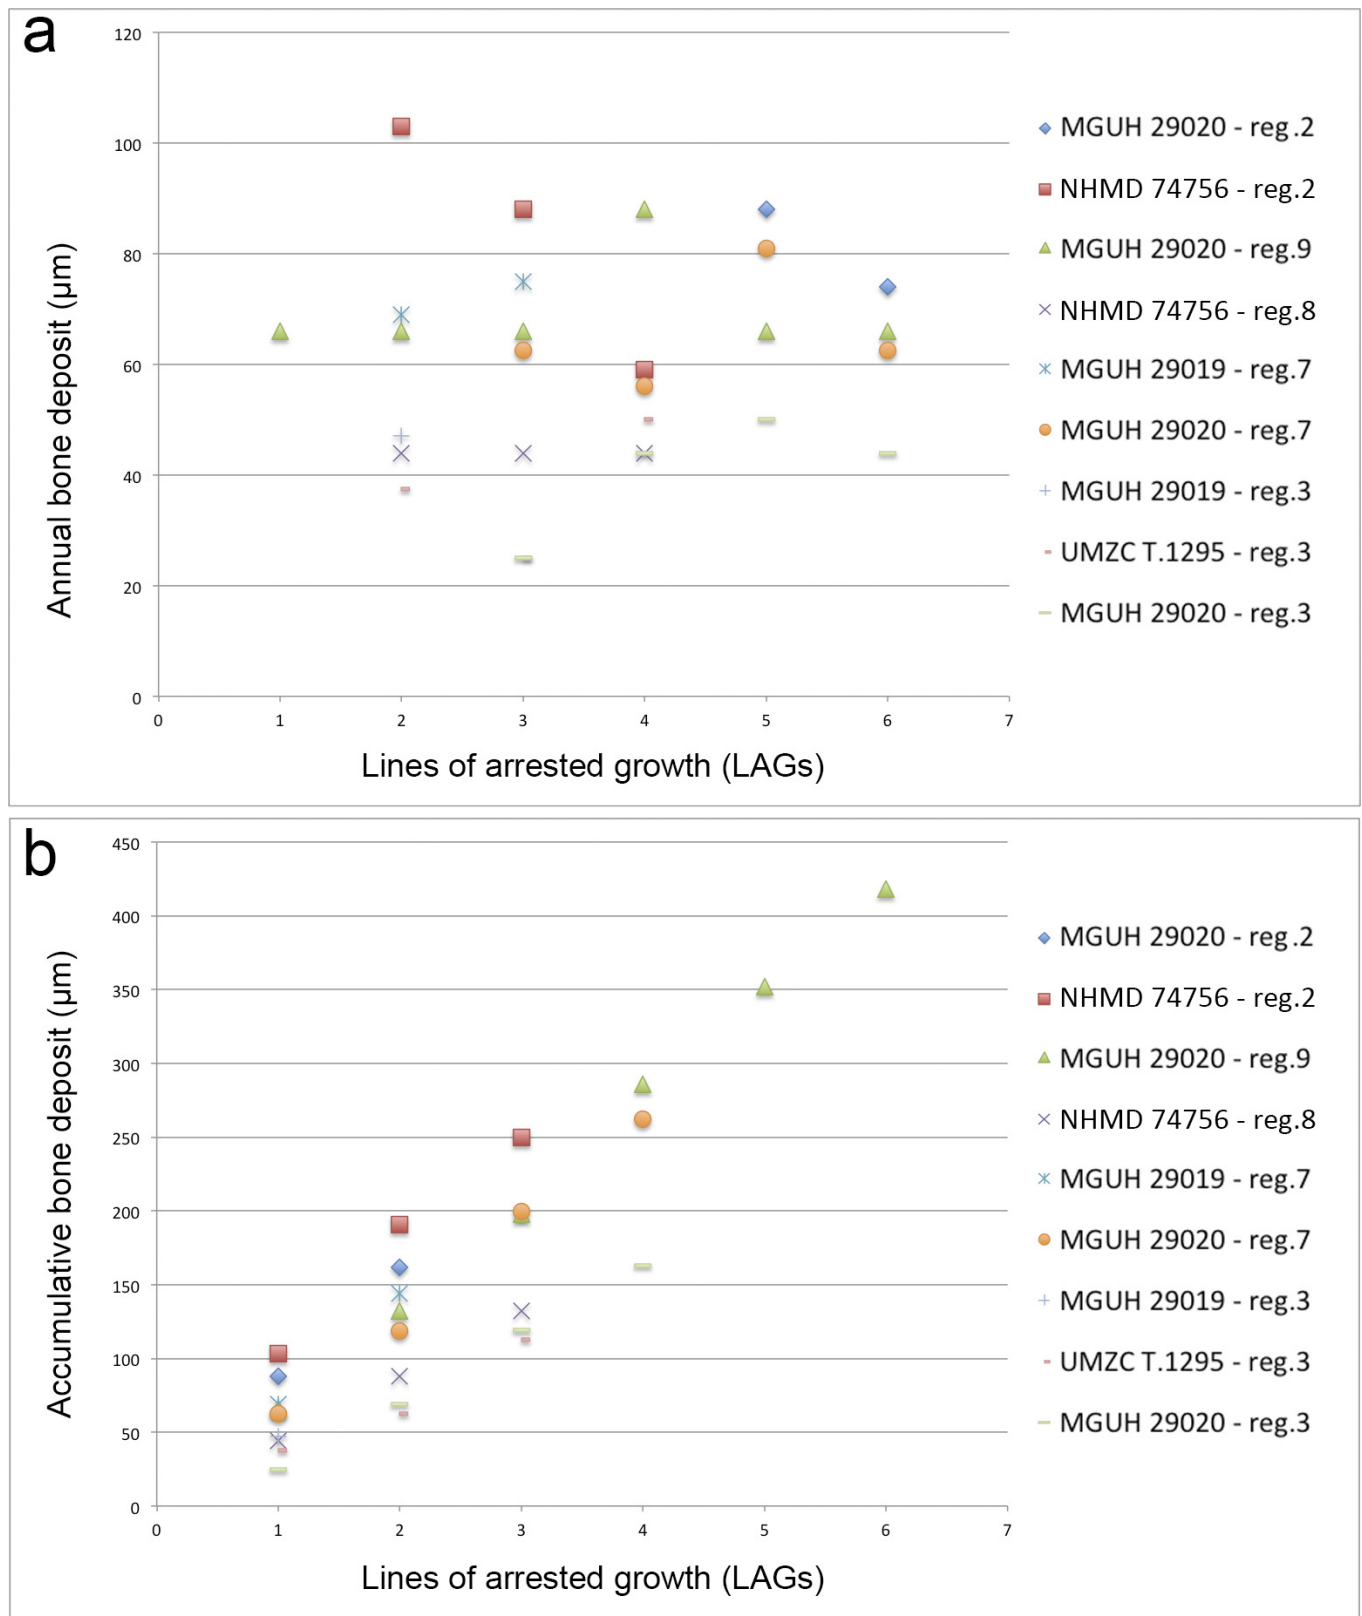 a
120
100
80
60
40
20
0
0 1 2 3 4 5 6 7
Annual bone deposit (µm)
Lines of arrested growth (LAGs)
MGUH 29020 - reg.2
NHMD 74756 - reg.2
MGUH 29020 - reg.9
NHMD 74756 - reg.8
MGUH 29019 - reg.7
MGUH 29020 - reg.7
MGUH 29019 - reg.3
UMZC T.1295 - reg.3
MGUH 29020 - reg.3
b
450
400
350
300
250
200
150
100
50
0
0 1 2 3 4 5 6 7
Accumulative bone deposit (µm)
Lines of arrested growth (LAGs)
MGUH 29020 - reg.2
NHMD 74756 - reg.2
MGUH 29020 - reg.9
NHMD 74756 - reg.8
MGUH 29019 - reg.7
MGUH 29020 - reg.7
MGUH 29019 - reg.3
UMZC T.1295 - reg.3
MGUH 29020 - reg.3